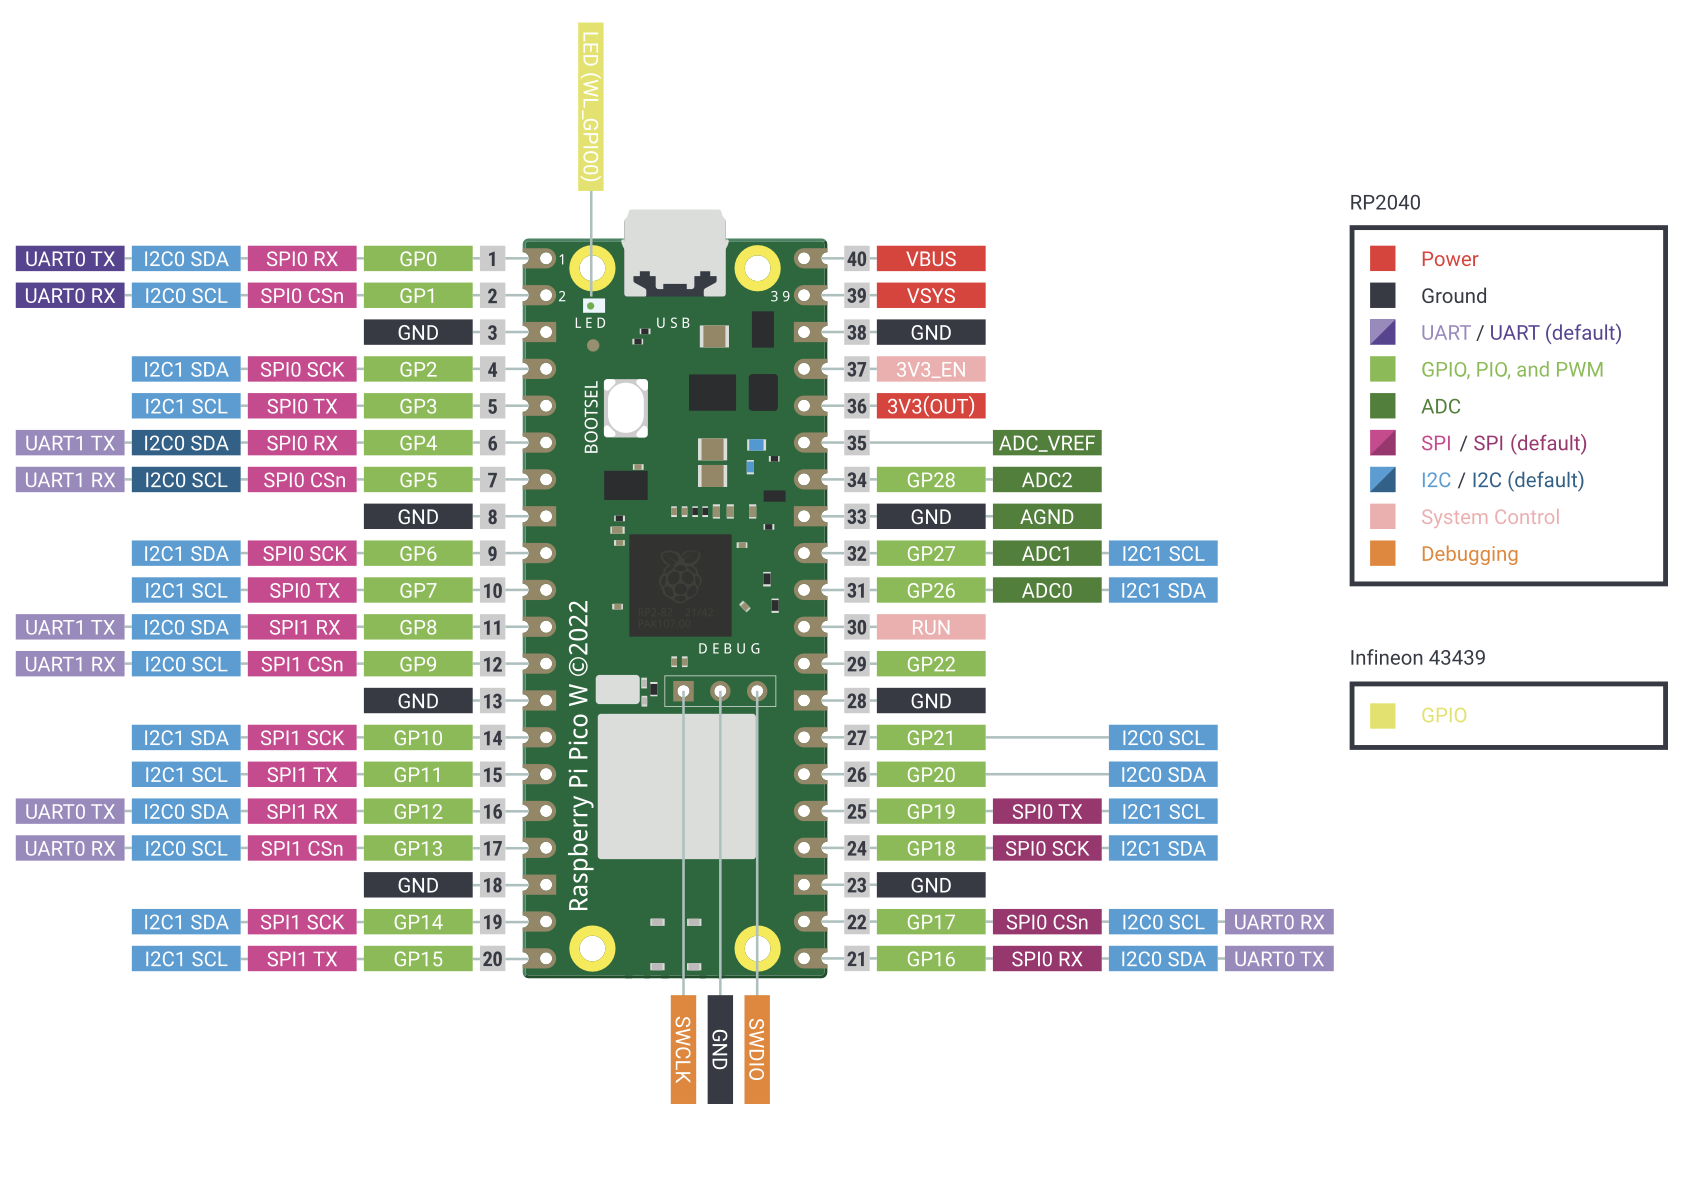 LED (WL_GPIO0)
UART0 TX I2C0 SDA SPI0 RX GP0 1 1 40 VBUS
UART0 RX I2C0 SCL SPI0 CSn GP1 2 2 39 39 VSYS
LED USB
GND 3 38 GND
I2C1 SDA SPI0 SCK GP2 4 37 3V3_EN
I2C1 SCL SPI0 TX GP3 5 36 3V3(OUT)
BOOTSEL
UART1 TX I2C0 SDA SPI0 RX GP4 6 35 ADC_VREF
UART1 RX I2C0 SCL SPI0 CSn GP5 7 34 GP28 ADC2
GND 8 33 GND AGND
I2C1 SDA SPI0 SCK GP6 9 32 GP27 ADC1 I2C1 SCL
I2C1 SCL SPI0 TX GP7 10 31 GP26 ADC0 I2C1 SDA
RP2-B2 21/42
UART1 TX I2C0 SDA SPI1 RX GP8 11 30 RUN
DEBUG
UART1 RX I2C0 SCL SPI1 CSn GP9 12 29 GP22
GND 13 28 GND
I2C1 SDA SPI1 SCK GP10 14 27 GP21 I2C0 SCL
Raspberry Pi Pico W ©2022
I2C1 SCL SPI1 TX GP11 15 26 GP20 I2C0 SDA
UART0 TX I2C0 SDA SPI1 RX GP12 16 25 GP19 SPI0 TX I2C1 SCL
UART0 RX I2C0 SCL SPI1 CSn GP13 17 24 GP18 SPI0 SCK I2C1 SDA
GND 18 23 GND
I2C1 SDA SPI1 SCK GP14 19 22 GP17 SPI0 CSn I2C0 SCL UART0 RX
I2C1 SCL SPI1 TX GP15 20 21 GP16 SPI0 RX I2C0 SDA UART0 TX
SWCLK
GND
SWDIO
RP2040
Power
Ground
UART / UART (default)
GPIO, PIO, and PWM
ADC
SPI / SPI (default)
I2C / I2C (default)
System Control
Debugging
Infineon 43439
GPIO